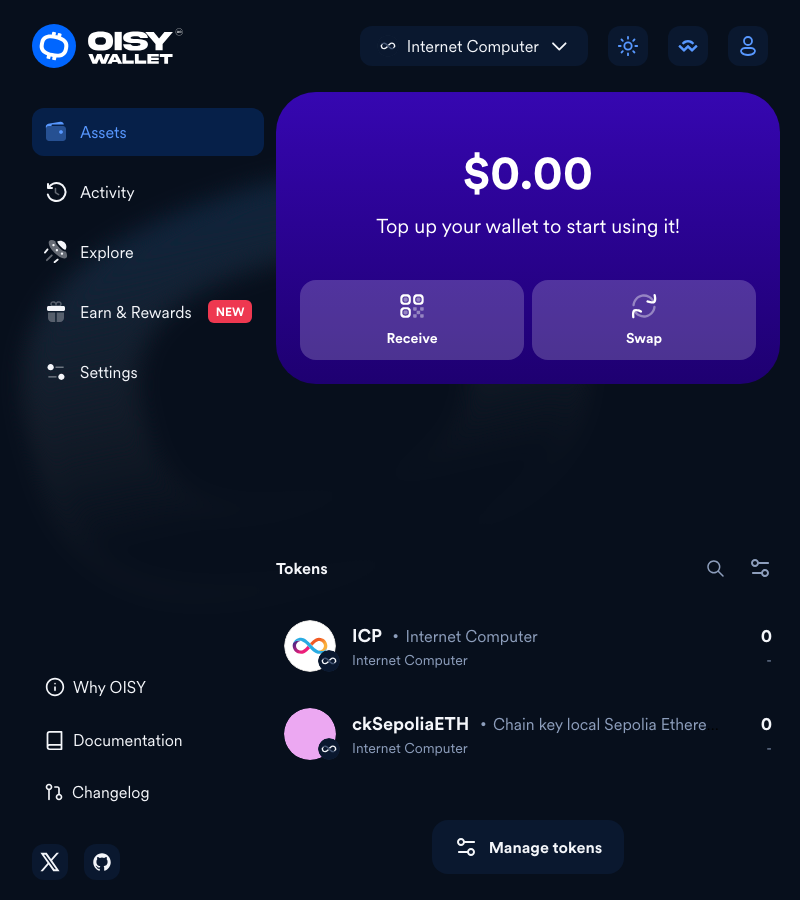 OISY
WALLET
Internet Computer
Assets
Activity
Explore
Earn & Rewards NEW
Settings
$0.00
Top up your wallet to start using it!
Receive
Swap
Tokens
ICP • Internet Computer 0
Internet Computer -
ckSepoliaETH • Chain key local Sepolia Ethere 0
Internet Computer -
Why OISY
Documentation
Changelog
Manage tokens